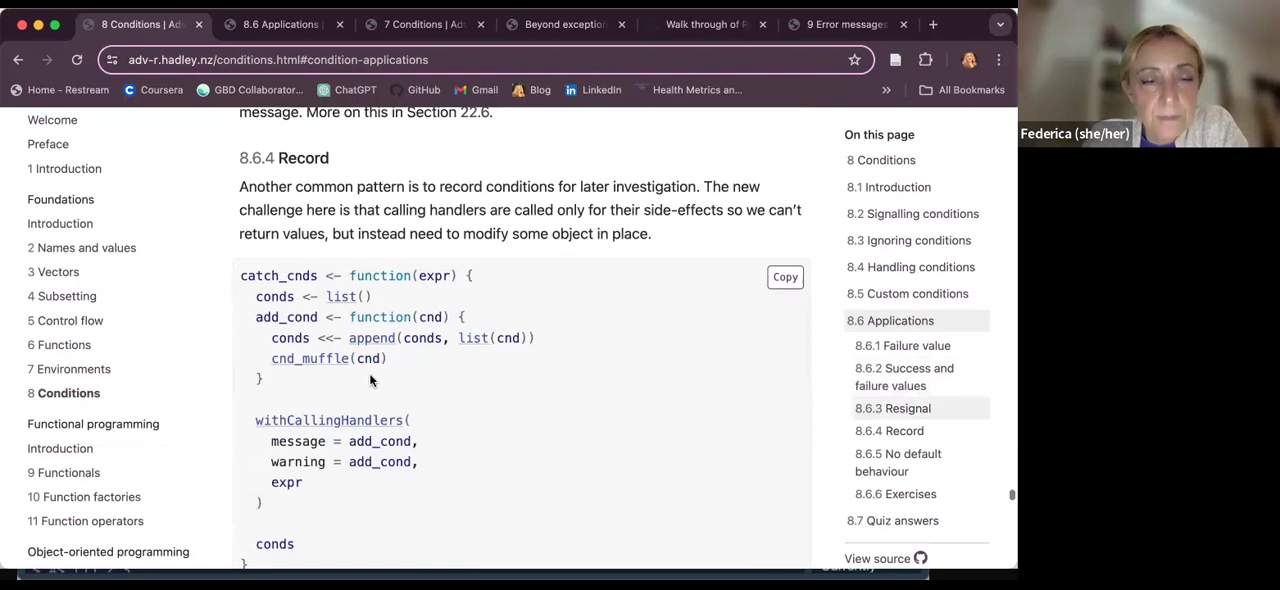 8 Conditions | Adv
8.6 Applications |
7 Conditions | Adv
Beyond exception
Walk through of R
9 Error messages
adv-r.hadley.nz/conditions.html#condition-applications
Home - Restream
Coursera
GBD Collaborator...
ChatGPT
GitHub
Gmail
Blog
LinkedIn
Health Metrics an...
»
All Bookmarks
Welcome
Preface
1 Introduction
Foundations
Introduction
2 Names and values
3 Vectors
4 Subsetting
5 Control flow
6 Functions
7 Environments
8 Conditions
Functional programming
Introduction
9 Functionals
10 Function factories
11 Function operators
Object-oriented programming
message. More on this in Section 22.6.
8.6.4 Record
Another common pattern is to record conditions for later investigation. The new
challenge here is that calling handlers are called only for their side-effects so we can't
return values, but instead need to modify some object in place.
Copy
catch_cnds <- function(expr) {
conds <- list()
add_cond <- function(cnd) {
conds <<- append(conds, list(cnd))
cnd_muffle(cnd)
}
withCallingHandlers(
message = add_cond,
warning = add_cond,
expr
)
conds
}
On this page
8 Conditions
8.1 Introduction
8.2 Signalling conditions
8.3 Ignoring conditions
8.4 Handling conditions
8.5 Custom conditions
8.6 Applications
8.6.1 Failure value
8.6.2 Success and
failure values
8.6.3 Resignal
8.6.4 Record
8.6.5 No default
behaviour
8.6.6 Exercises
8.7 Quiz answers
View source
Federica (she/her)